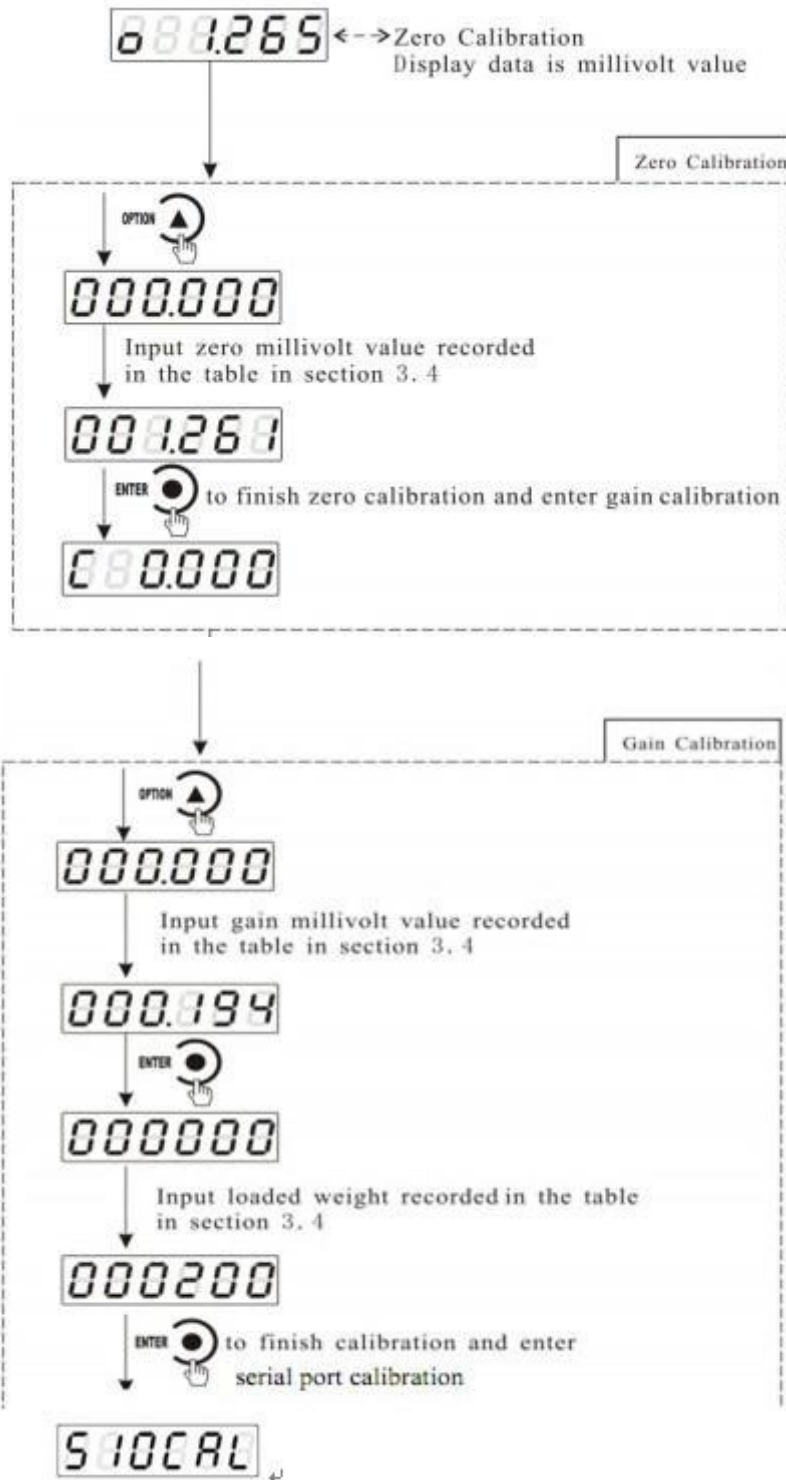 o 1.265 <-->Zero Calibration
Display data is millivolt value
Zero Calibration
OPTION
000.000
Input zero millivolt value recorded
in the table in section 3.4
001.261
ENTER to finish zero calibration and enter gain calibration
C 0.000
Gain Calibration
OPTION
000.000
Input gain millivolt value recorded
in the table in section 3.4
000.194
ENTER
000000
Input loaded weight recorded in the table
in section 3.4
000200
ENTER to finish calibration and enter
serial port calibration
SIOCAL